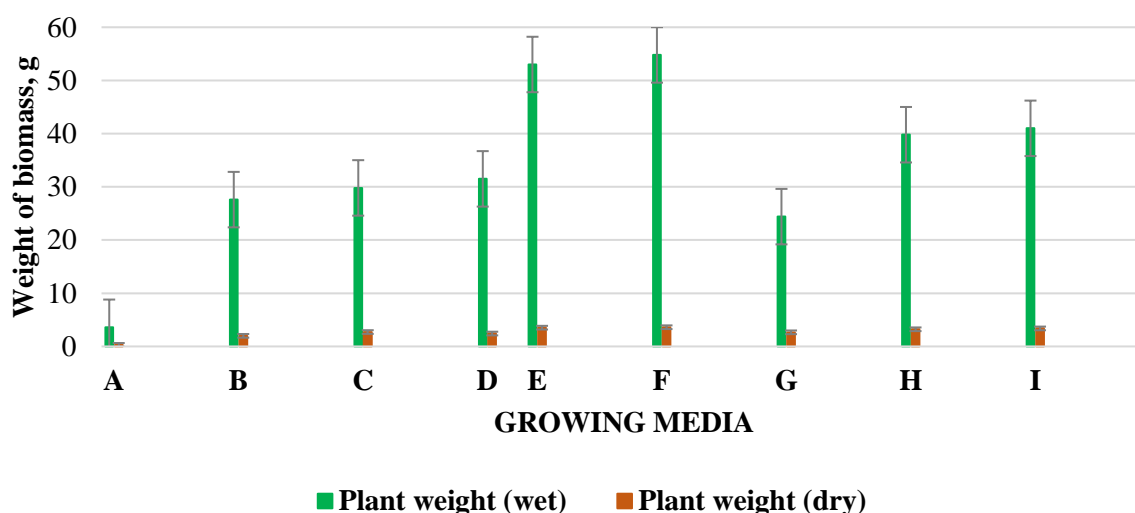 Weight of biomass, g
60
50
40
30
20
10
0
A B C D E F G H I
GROWING MEDIA
Plant weight (wet) Plant weight (dry)